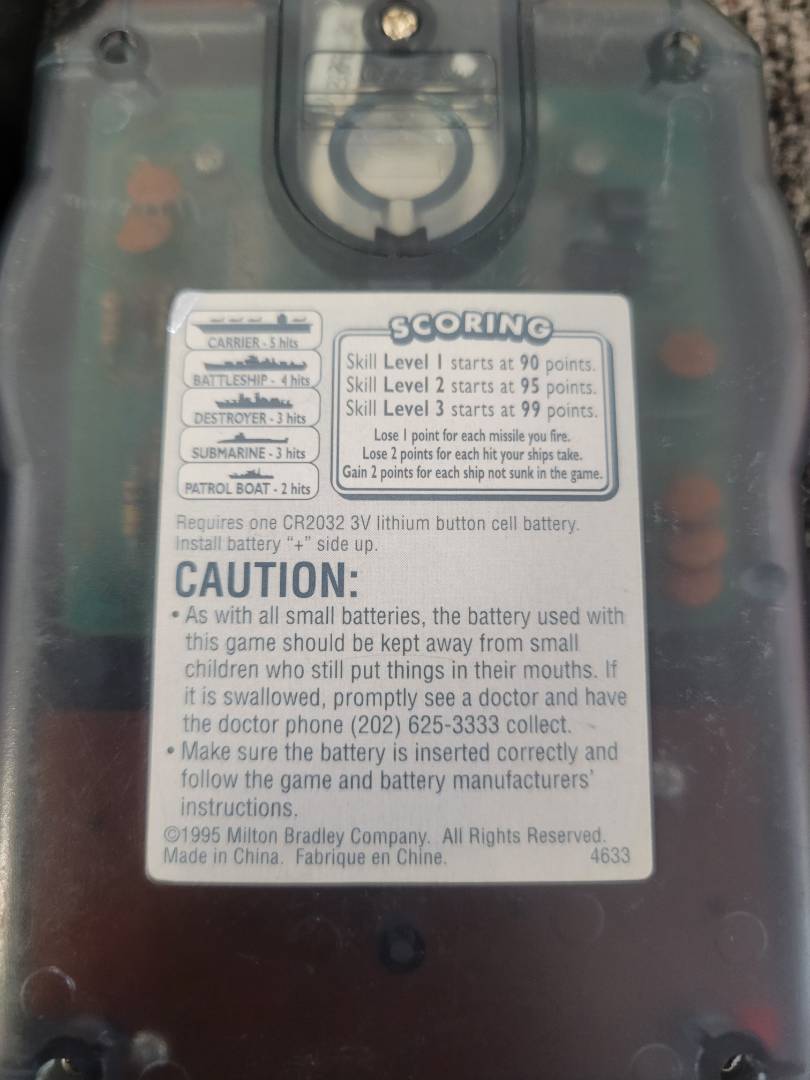 CARRIER - 5 hits
BATTLESHIP - 4 hits
DESTROYER - 3 hits
SUBMARINE - 3 hits
PATROL BOAT - 2 hits
SCORING
Skill Level 1 starts at 90 points.
Skill Level 2 starts at 95 points.
Skill Level 3 starts at 99 points.
Lose 1 point for each missile you fire.
Lose 2 points for each hit your ships take.
Gain 2 points for each ship not sunk in the game.
Requires one CR2032 3V lithium button cell battery.
Install battery "+" side up.
CAUTION:
• As with all small batteries, the battery used with
this game should be kept away from small
children who still put things in their mouths. If
it is swallowed, promptly see a doctor and have
the doctor phone (202) 625-3333 collect.
• Make sure the battery is inserted correctly and
follow the game and battery manufacturers'
instructions.
©1995 Milton Bradley Company. All Rights Reserved.
Made in China. Fabrique en Chine. 4633